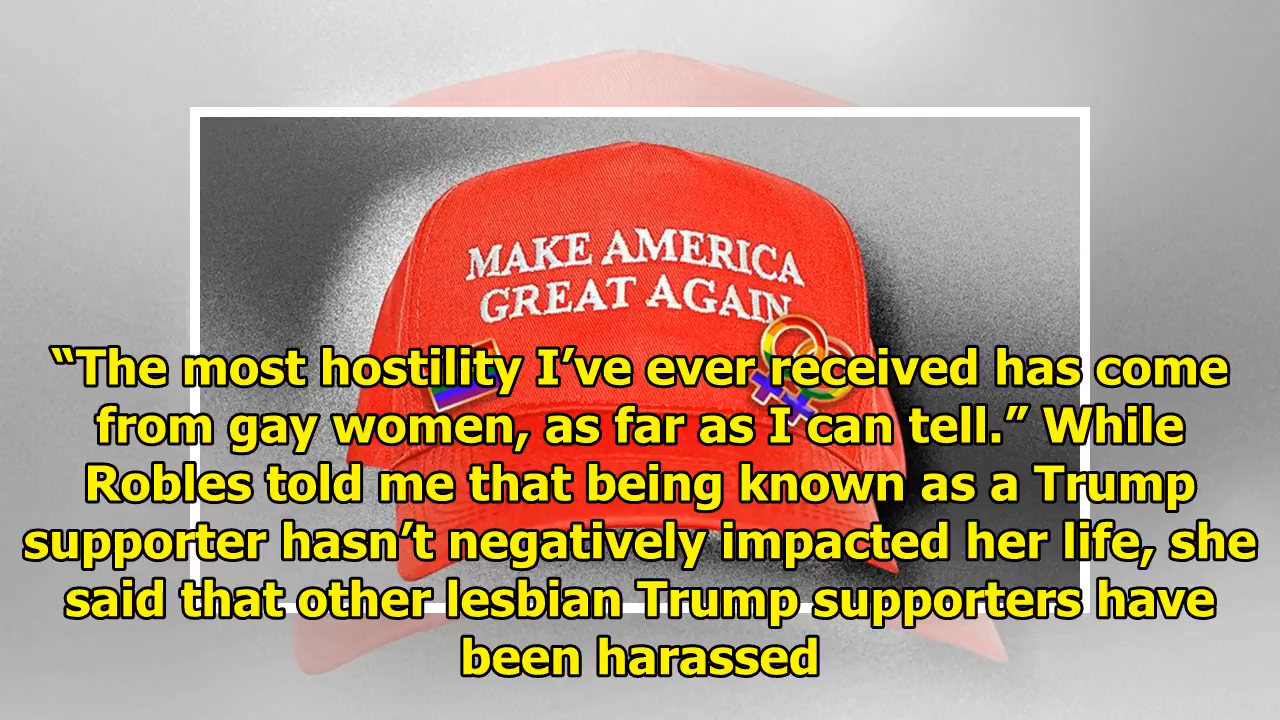 MAKE AMERICA
GREAT AGAIN
“The most hostility I’ve ever received has come
from gay women, as far as I can tell.” While
Robles told me that being known as a Trump
supporter hasn’t negatively impacted her life, she
said that other lesbian Trump supporters have
been harassed